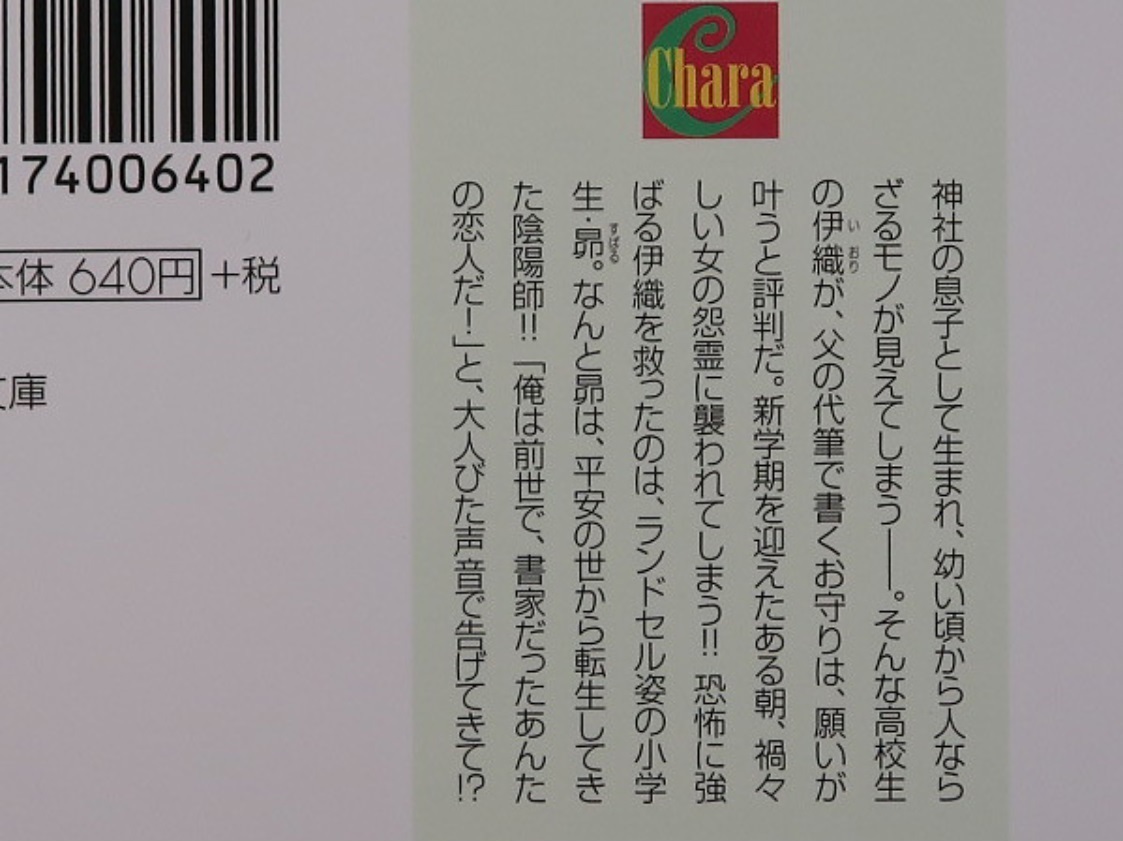 Chara
神社の息子として生まれ、幼い頃から人なら
ざるモノが見えてしまう――。そんな高校生
の伊織が、父の代筆で書くお守りは、願いが
いおり
叶うと評判だ。新学期を迎えたある朝、禍々
しい女の怨霊に襲われてしまう!! 恐怖に強
ばる伊織を救ったのは、ランドセル姿の小学
生・昴。なんと昴は、平安の世から転生してき
すばる
た陰陽師!!「俺は前世で、書家だったあんた
の恋人だ!」と、大人びた声音で告げてきて!?
174006402
本体 640円 +税
文庫